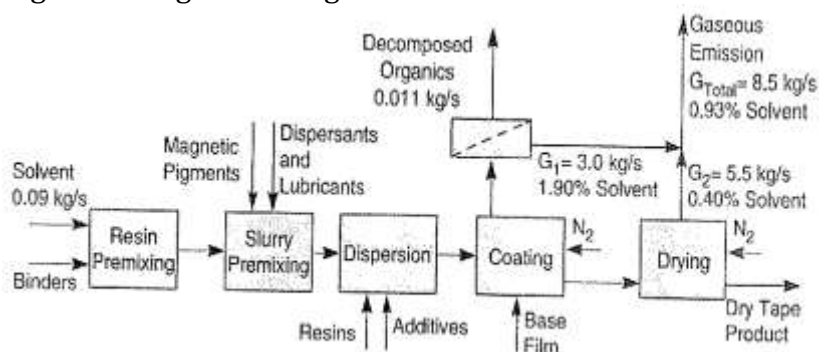 Decomposed
Organics
0.011 kg/s
Gaseous
Emission
G_Total= 8.5 kg/s
0.93% Solvent
Magnetic
Pigments
Dispersants
and
Lubricants
G₁= 3.0 kg/s
1.90% Solvent
G₂= 5.5 kg/s
0.40% Solvent
Solvent
0.09 kg/s
Binders
Resin
Premixing
Slurry
Premixing
Dispersion
Coating
N₂
Drying
N₂
Resins
Additives
Base
Film
Dry Tape
Product